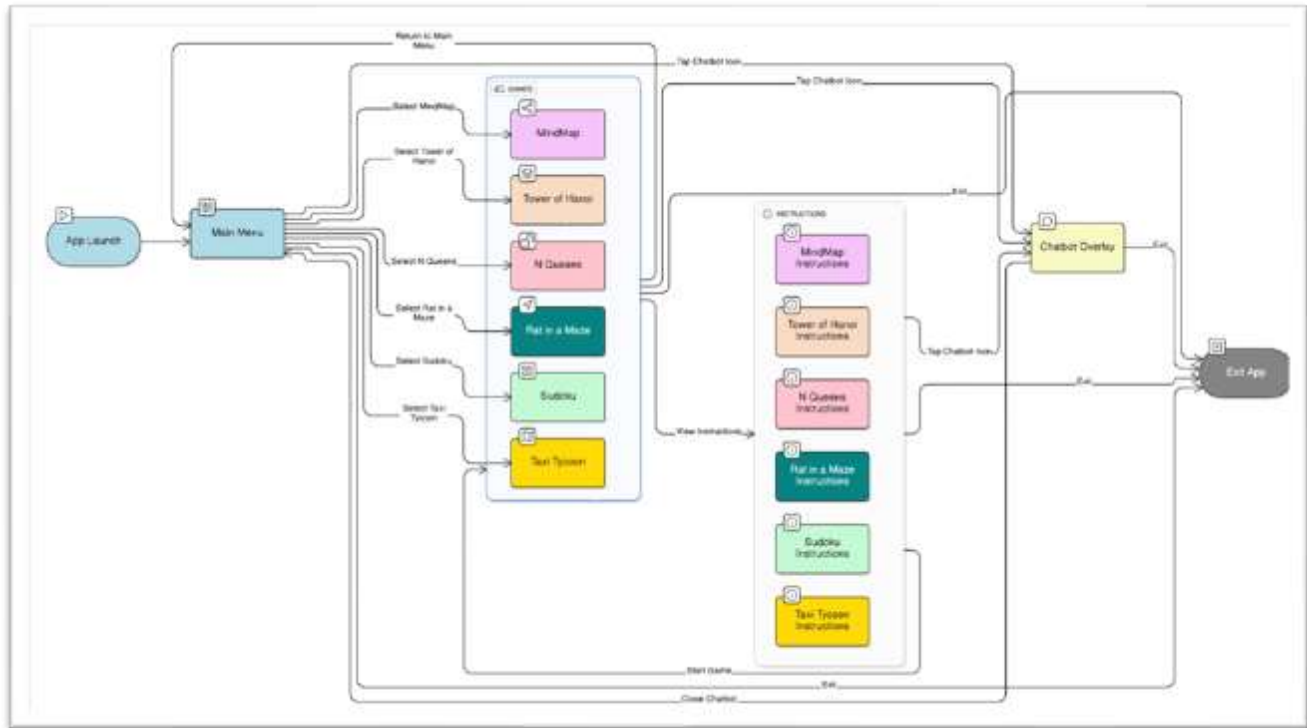 Return to Main
Menu
Tap Chatbot Icon
Tap Chatbot Icon
GAMES
Select MindMap
MindMap
Select Tower of
Hanoi
Tower of Hanoi
Exit
INSTRUCTIONS
App Launch
Main Menu
MindMap
Instructions
Chatbot Overlay
Exit
Select N Queens
N Queens
Select Rat in a
Maze
Rat in a Maze
Tower of Hanoi
Instructions
Tap Chatbot Icon
Select Sudoku
Sudoku
N Queens
Instructions
Exit
Exit App
Select Taxi
Tycoon
Taxi Tycoon
View Instructions
Rat in a Maze
Instructions
Sudoku
Instructions
Taxi Tycoon
Instructions
Start Game
Exit
Close Chatbot